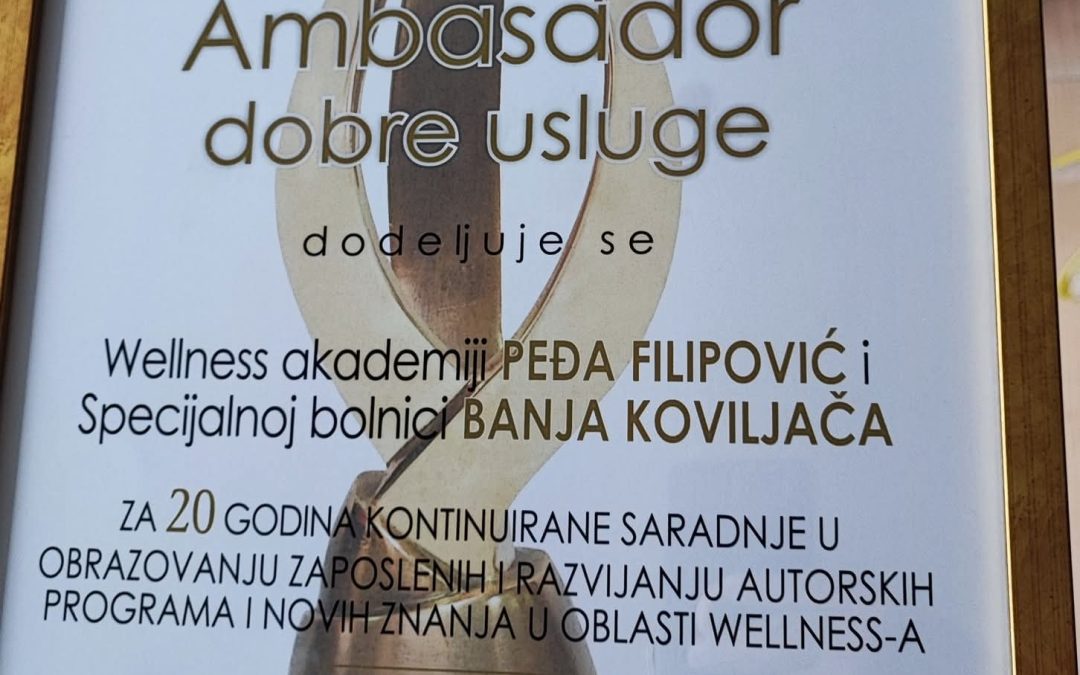 Ambasador
dobre usluge
dodeljuje se
Wellness akademiji PEĐA FILIPOVIĆ i
Specijalnoj bolnici BANJA KOVILJAČA
ZA 20 GODINA KONTINUIRANE SARADNJE U
OBRAZOVANJU ZAPOSLENIH I RAZVIJANJU AUTORSKIH
PROGRAMA I NOVIH ZNANJA U OBLASTI WELLNESS-A